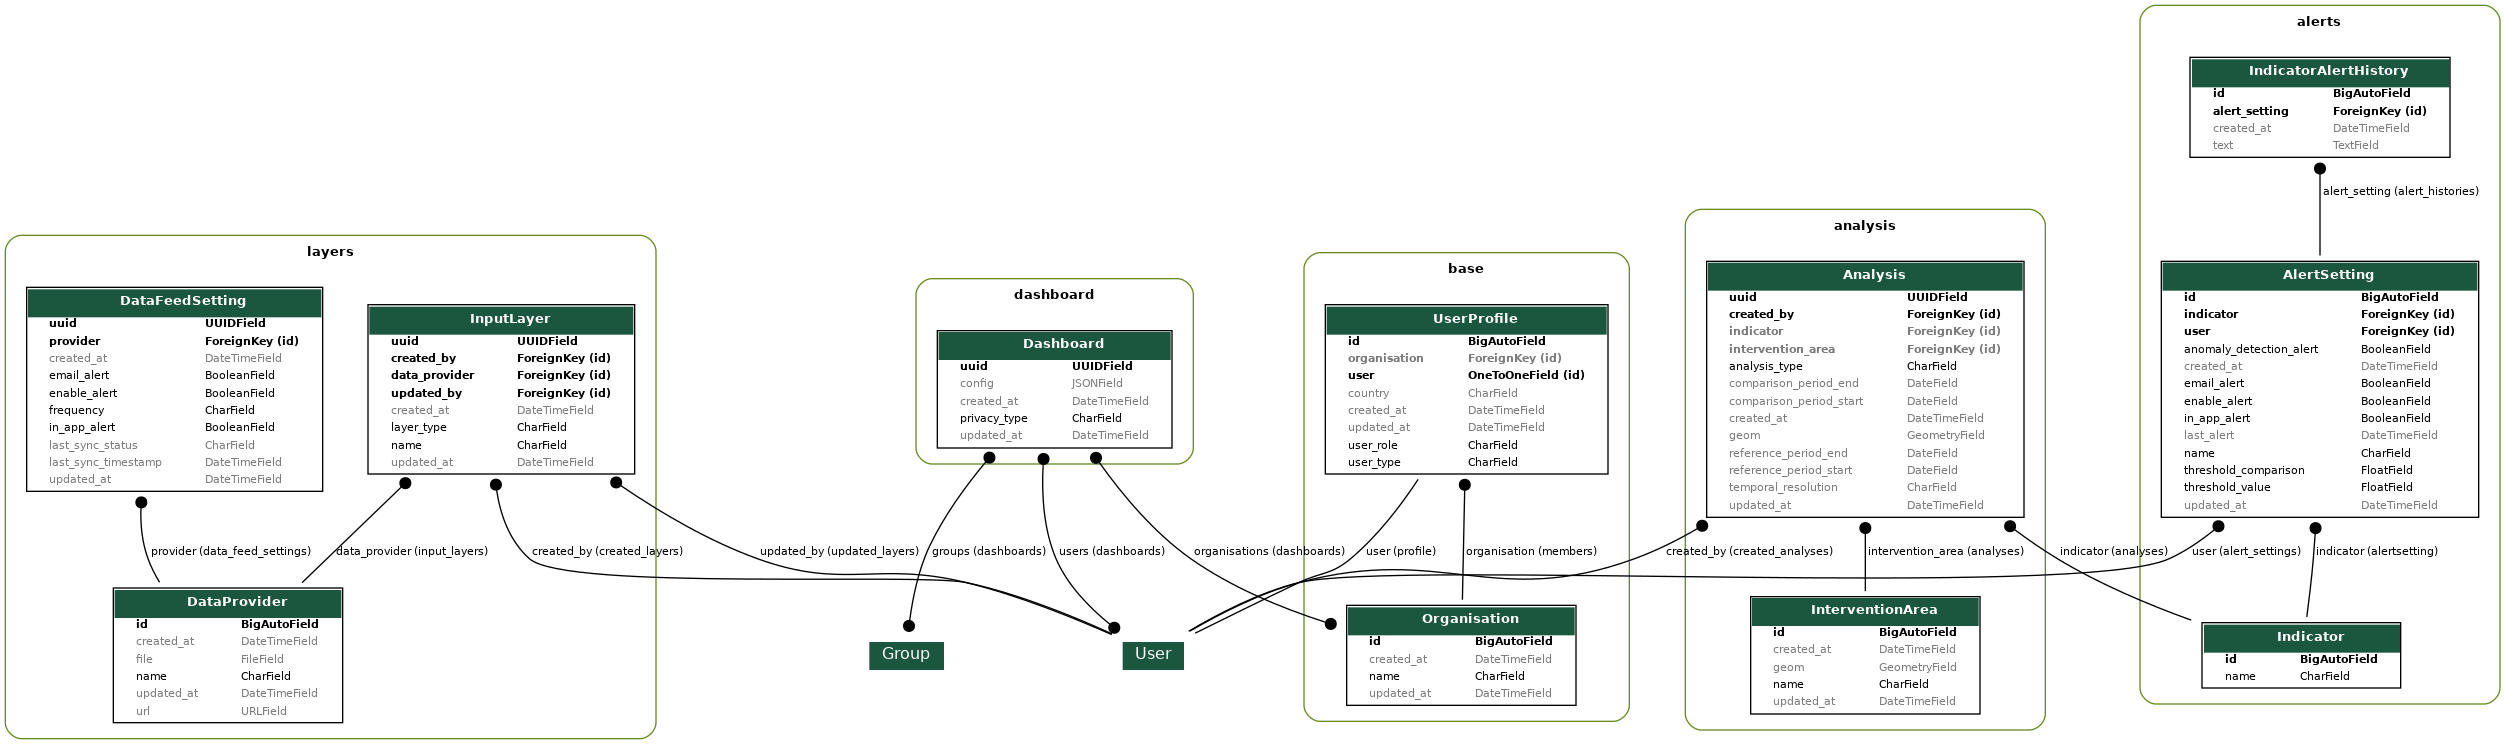 alerts
IndicatorAlertHistory
id BigAutoField
alert_setting ForeignKey (id)
created_at DateTimeField
text TextField
alert_setting (alert_histories)
layers
DataFeedSetting
uuid UUIDField
provider ForeignKey (id)
created_at DateTimeField
email_alert BooleanField
enable_alert BooleanField
frequency CharField
in_app_alert BooleanField
last_sync_status CharField
last_sync_timestamp DateTimeField
updated_at DateTimeField
InputLayer
uuid UUIDField
created_by ForeignKey (id)
data_provider ForeignKey (id)
updated_by ForeignKey (id)
created_at DateTimeField
layer_type CharField
name CharField
updated_at DateTimeField
dashboard
Dashboard
uuid UUIDField
config JSONField
created_at DateTimeField
privacy_type CharField
updated_at DateTimeField
base
UserProfile
id BigAutoField
organisation ForeignKey (id)
user OneToOneField (id)
country CharField
created_at DateTimeField
updated_at DateTimeField
user_role CharField
user_type CharField
analysis
Analysis
uuid UUIDField
created_by ForeignKey (id)
indicator ForeignKey (id)
intervention_area ForeignKey (id)
analysis_type CharField
comparison_period_end DateField
comparison_period_start DateField
created_at DateTimeField
geom GeometryField
reference_period_end DateField
reference_period_start DateField
temporal_resolution CharField
updated_at DateTimeField
AlertSetting
id BigAutoField
indicator ForeignKey (id)
user ForeignKey (id)
anomaly_detection_alert BooleanField
created_at DateTimeField
email_alert BooleanField
enable_alert BooleanField
in_app_alert BooleanField
last_alert DateTimeField
name CharField
threshold_comparison FloatField
threshold_value FloatField
updated_at DateTimeField
provider (data_feed_settings)
data_provider (input_layers)
created_by (created_layers)
updated_by (updated_layers)
groups (dashboards)
users (dashboards)
organisations (dashboards)
user (profile)
organisation (members)
created_by (created_analyses)
intervention_area (analyses)
indicator (analyses)
user (alert_settings)
indicator (alertsetting)
DataProvider
id BigAutoField
created_at DateTimeField
file FileField
name CharField
updated_at DateTimeField
url URLField
Group
User
Organisation
id BigAutoField
created_at DateTimeField
name CharField
updated_at DateTimeField
InterventionArea
id BigAutoField
created_at DateTimeField
geom GeometryField
name CharField
updated_at DateTimeField
Indicator
id BigAutoField
name CharField